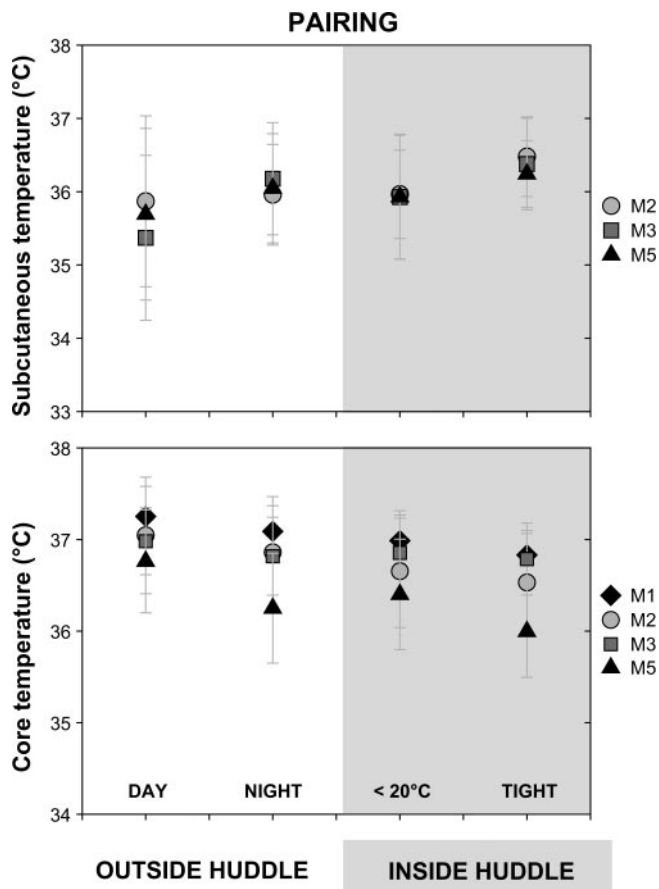 PAIRING
Subcutaneous temperature (°C)
38
37
36
35
34
33
M2
M3
M5
Core temperature (°C)
38
37
36
35
34
M1
M2
M3
M5
DAY NIGHT < 20°C TIGHT
OUTSIDE HUDDLE INSIDE HUDDLE